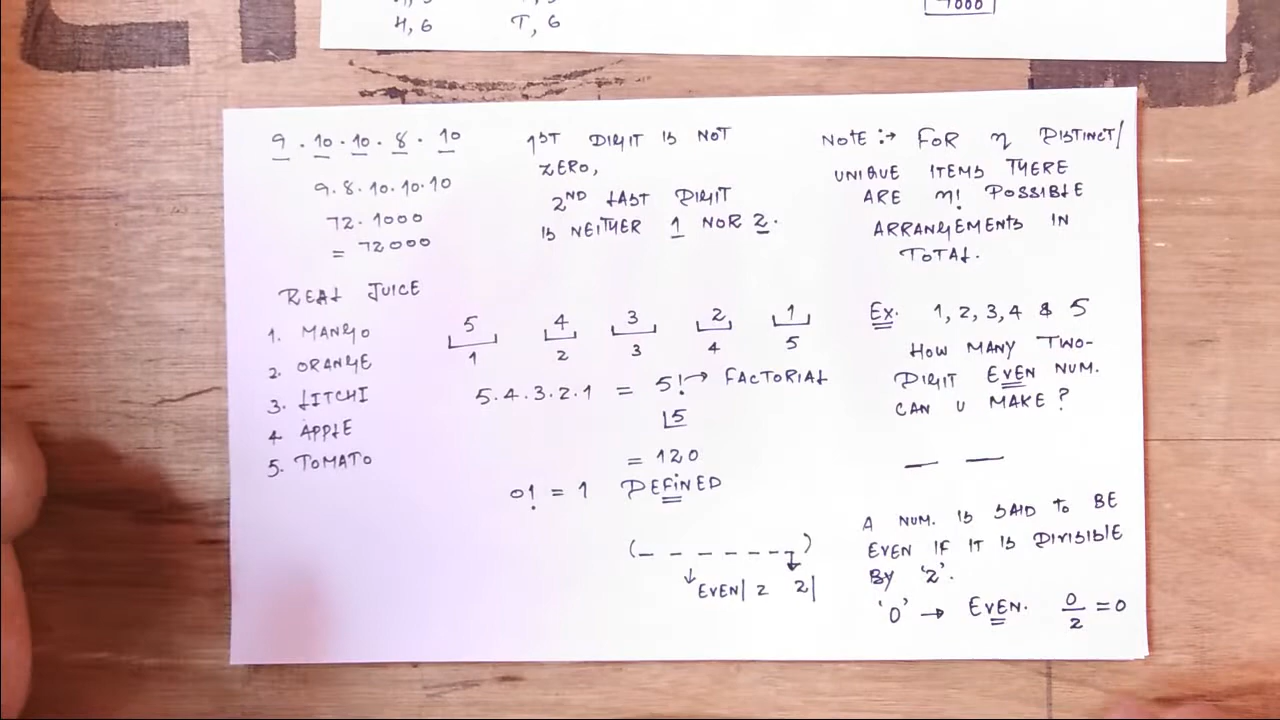 4, 6
T, 6
1000
9 . 10 . 10 . 8 . 10
9.8.10.10.10
72.1000
= 72000
1ST DIGIT IS NOT
ZERO,
2ND LAST DIGIT
IS NEITHER 1 NOR 2.
NOTE :→ FOR n DISTINCT/
UNIQUE ITEMS THERE
ARE n! POSSIBLE
ARRANGEMENTS IN
TOTAL.
REAL JUICE
1. MANGO
2. ORANGE
3. LITCHI
4 APPLE
5. TOMATO
5 4 3 2 1
1 2 3 4 5
5.4.3.2.1 = 5! → FACTORIAL
5
= 120
0! = 1 DEFINED
(_ _ _ _ _ _ _)
EVEN| 2 2|
Ex. 1, 2, 3, 4 & 5
HOW MANY TWO-
DIGIT EVEN NUM.
CAN U MAKE?
A NUM. IS SAID TO BE
EVEN IF IT IS DIVISIBLE
BY '2'.
'0' → EVEN. 0/2 = 0